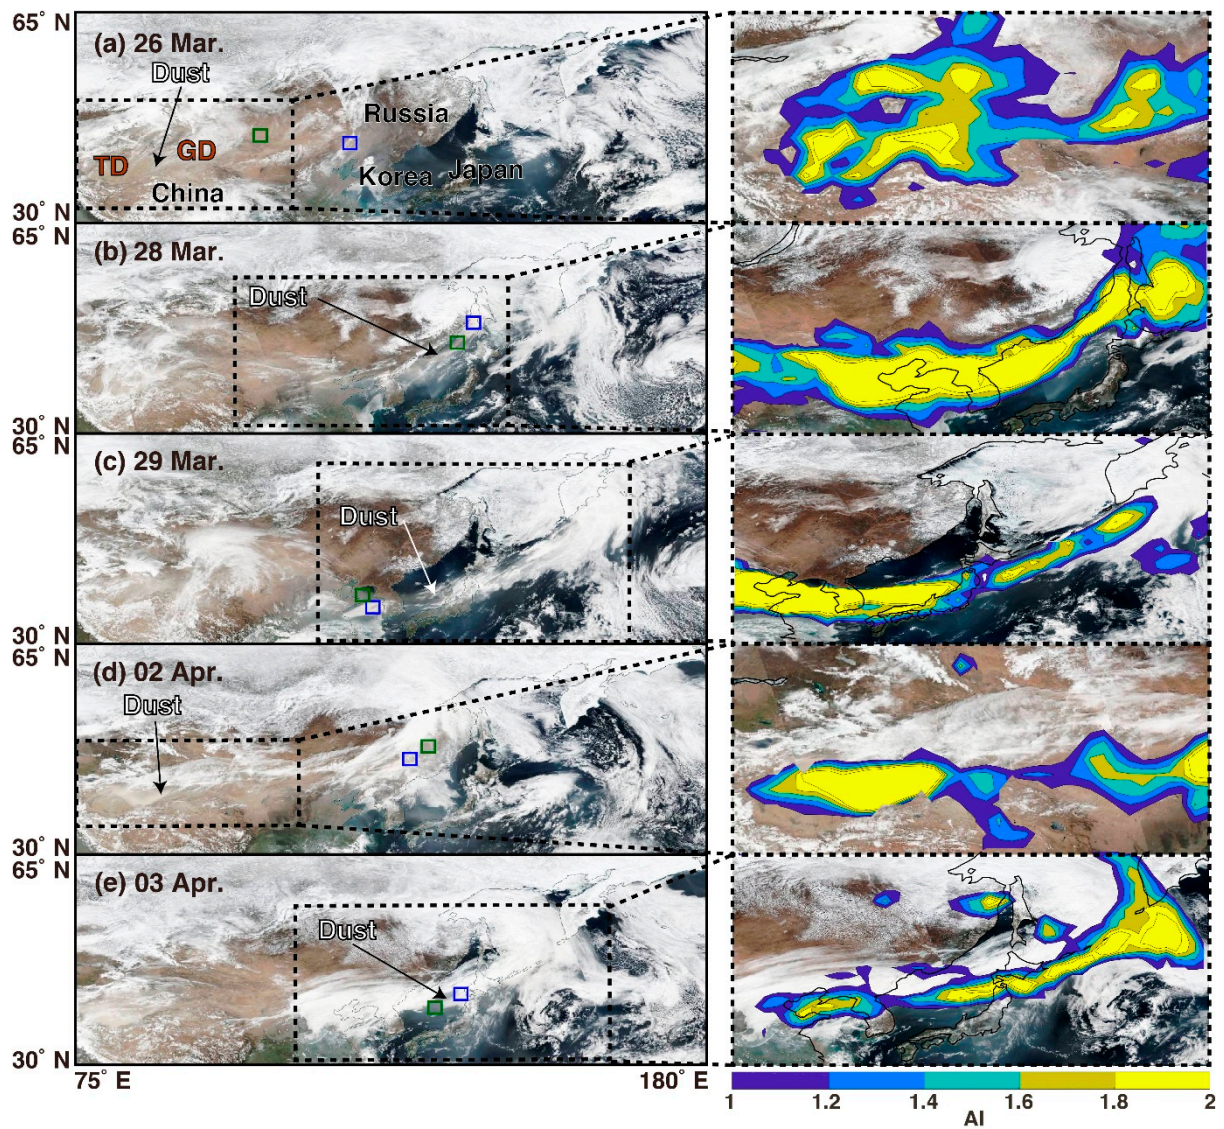 65° N
(a) 26 Mar.
Dust
Russia
GD
TD
Korea
Japan
China
30° N
65° N
(b) 28 Mar.
Dust
30° N
65° N
(c) 29 Mar.
Dust
30° N
65° N
(d) 02 Apr.
Dust
30° N
65° N
(e) 03 Apr.
Dust
30° N
75° E
180° E
1
1.2
1.4
1.6
1.8
2
AI